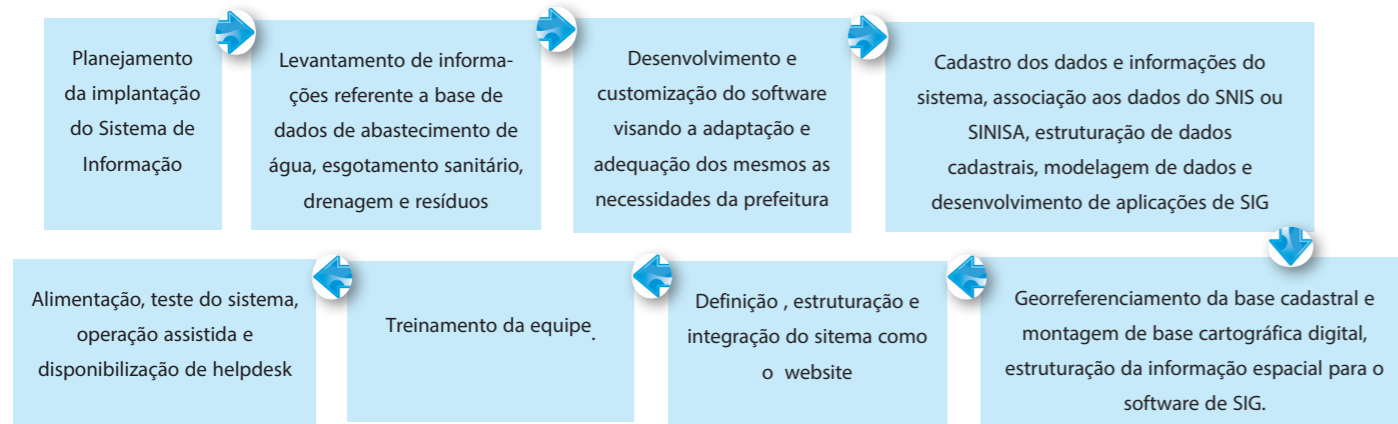 Planejamento
da implantação
do Sistema de
Informação
Levantamento de informa-
ções referente a base de
dados de abastecimento de
água, esgotamento sanitário,
drenagem e resíduos
Desenvolvimento e
customização do software
visando a adaptação e
adequação dos mesmos as
necessidades da prefeitura
Cadastro dos dados e informações do
sistema, associação aos dados do SNIS ou
SINISA, estruturação de dados
cadastrais, modelagem de dados e
desenvolvimento de aplicações de SIG
Georreferenciamento da base cadastral e
montagem de base cartográfica digital,
estruturação da informação espacial para o
software de SIG.
Definição , estruturação e
integração do sitema como
o website
Treinamento da equipe.
Alimentação, teste do sistema,
operação assistida e
disponibilização de helpdesk